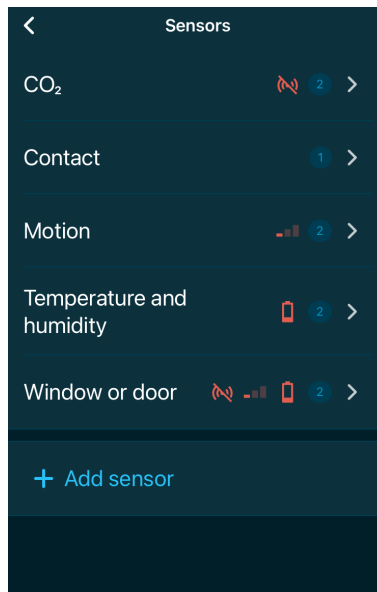 Sensors
CO₂ 2
Contact 1
Motion 2
Temperature and
humidity 2
Window or door 2
+ Add sensor